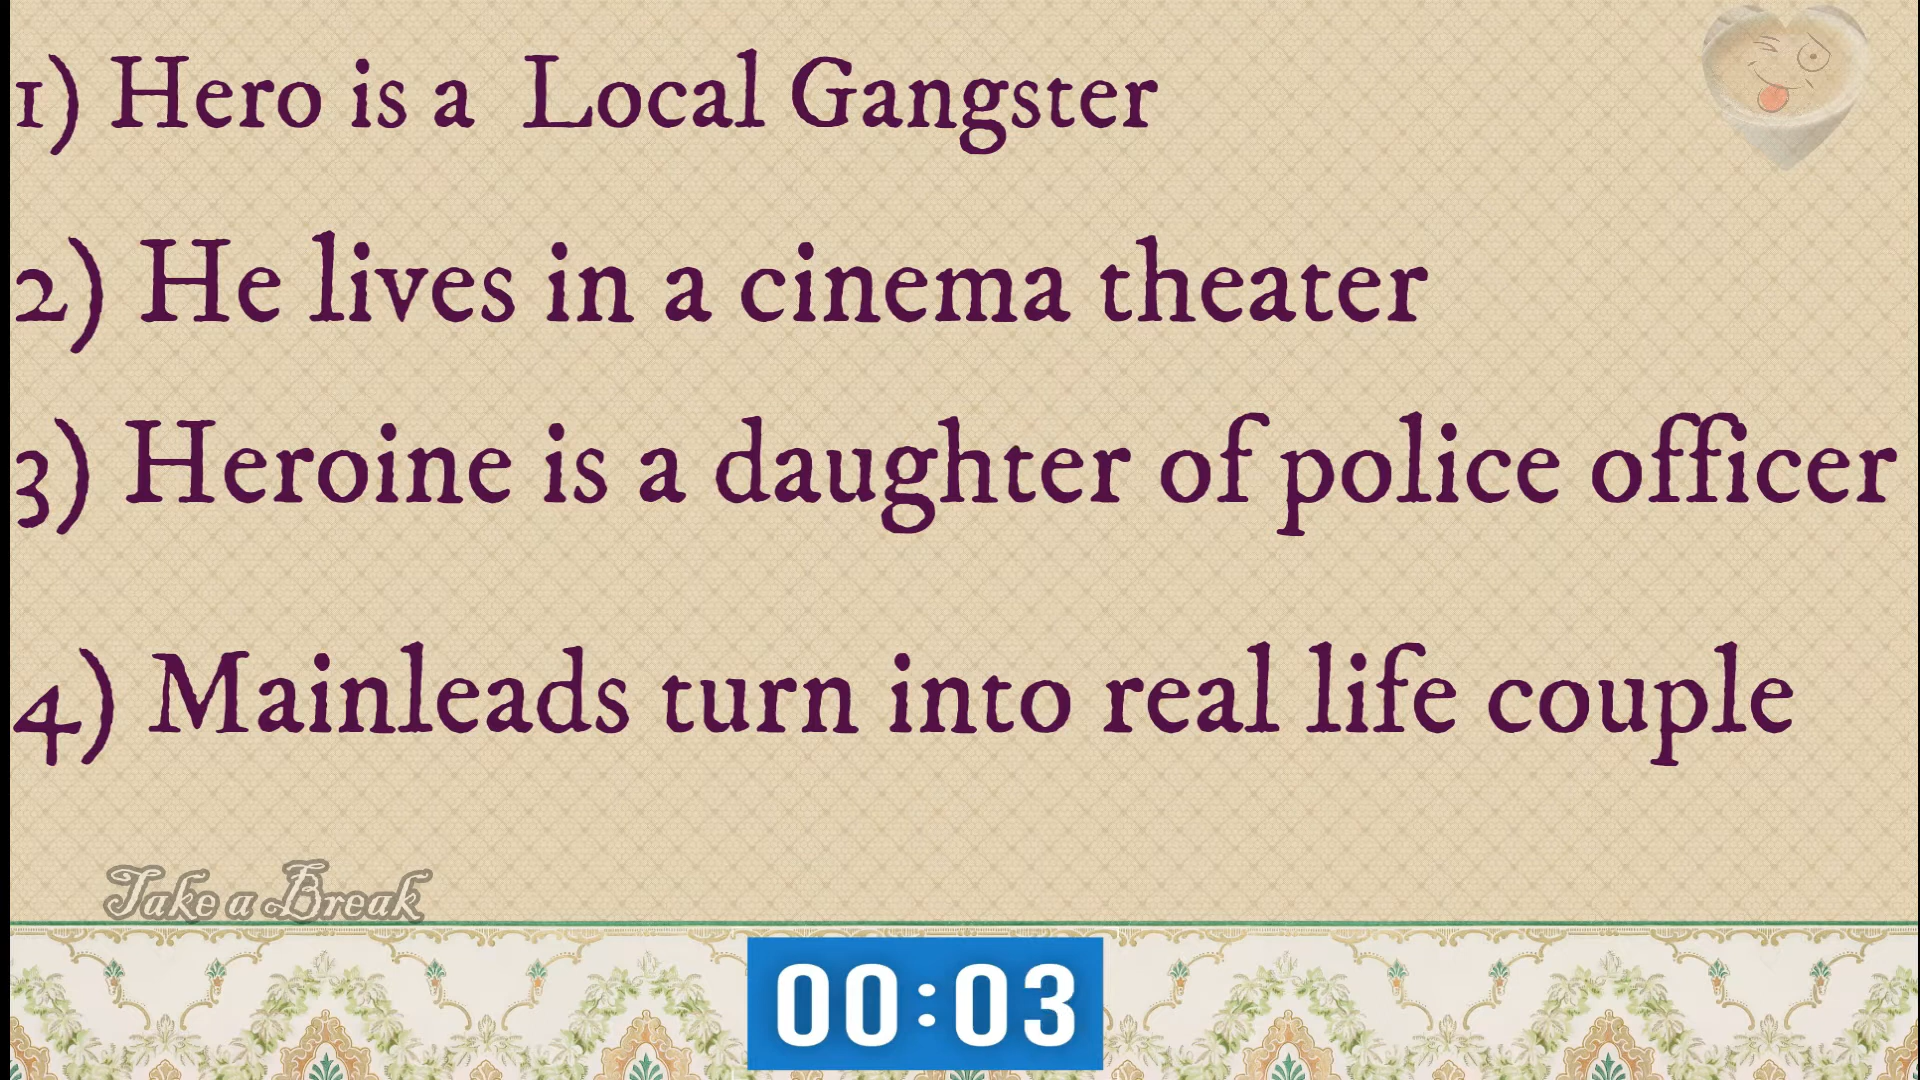 1) Hero is a Local Gangster
2) He lives in a cinema theater
3) Heroine is a daughter of police officer
4) Mainleads turn into real life couple
Take a Break
00:03